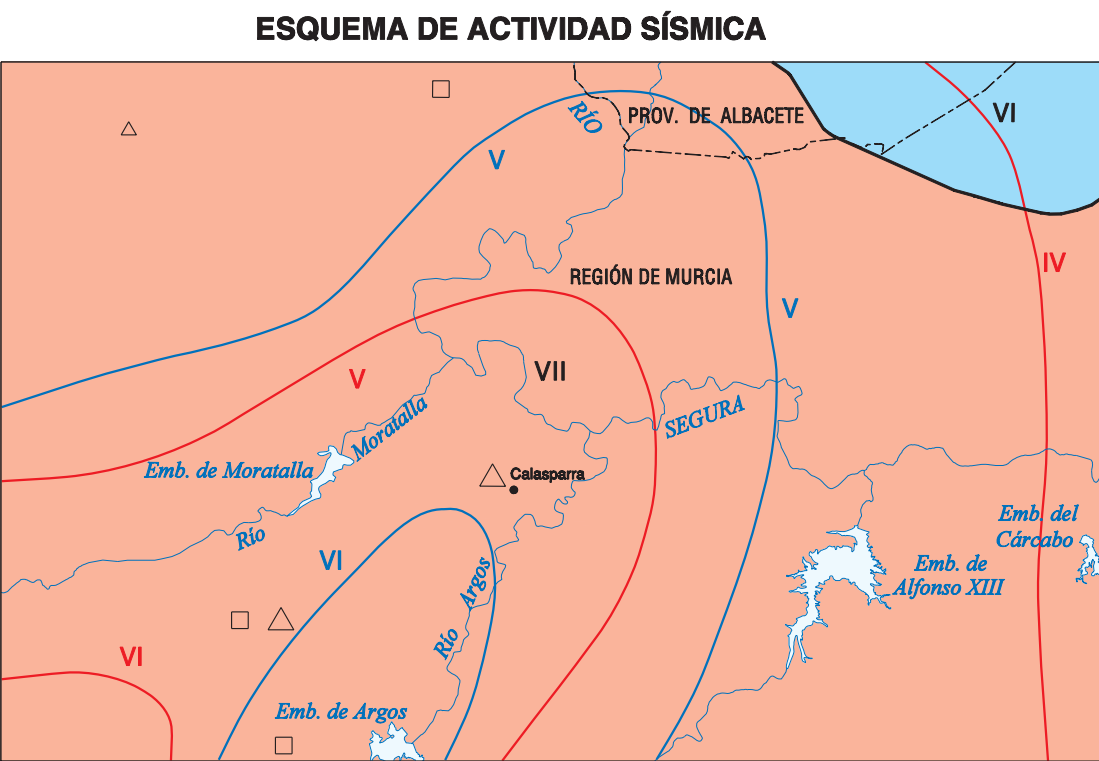 ESQUEMA DE ACTIVIDAD SÍSMICA
RÍO
PROV. DE ALBACETE
VI
V
IV
REGIÓN DE MURCIA
V
VII
V
SEGURA
Moratalla
Emb. de Moratalla
Calasparra
Río
Emb. del
Cárcabo
VI
Emb. de
Alfonso XIII
Argos
Río
VI
Emb. de Argos